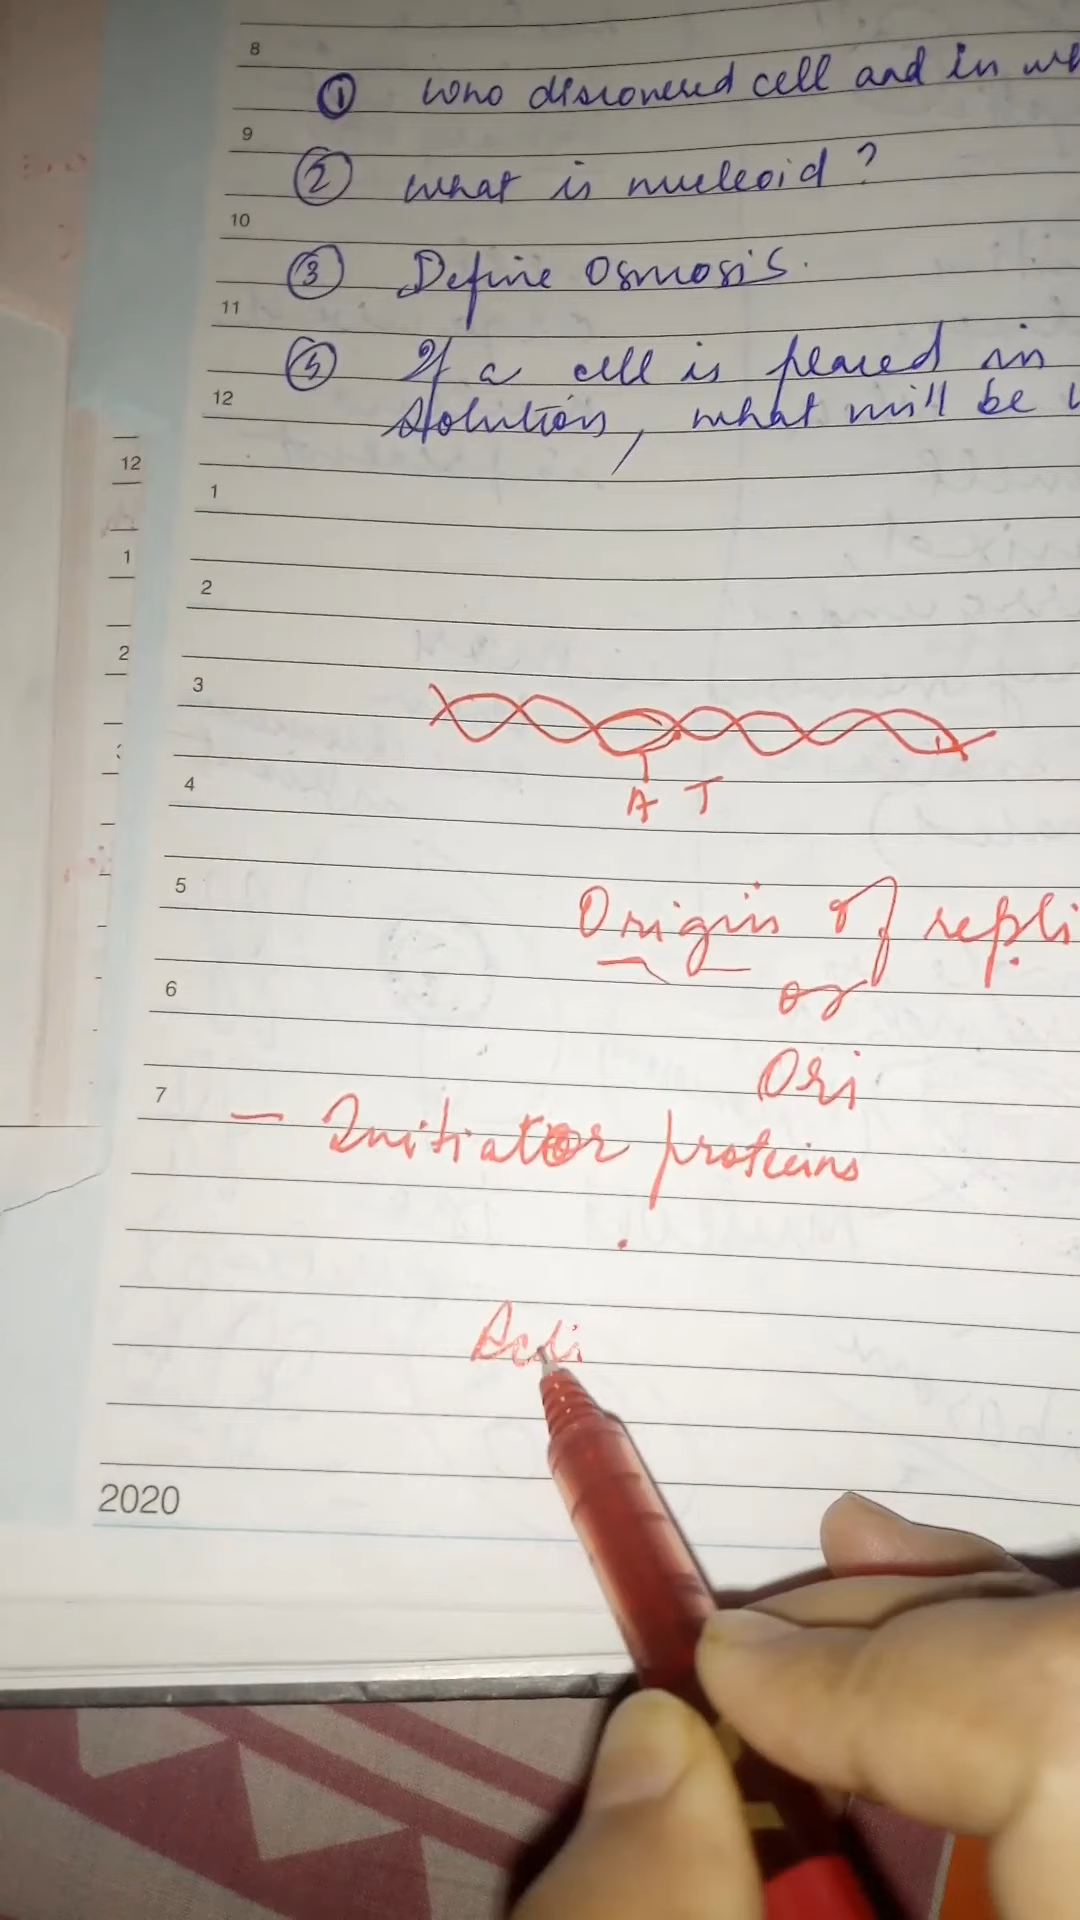 8
① Who discovered cell and in wh
9
② what is nucleoid ?
10
③ Define Osmosis.
11
⑤ If a cell is placed in
12
solution, what will be
12
1
1
2
2
3
4
A T
5
Origin of repli
6
or
Ori
7
– Initiator proteins
2020